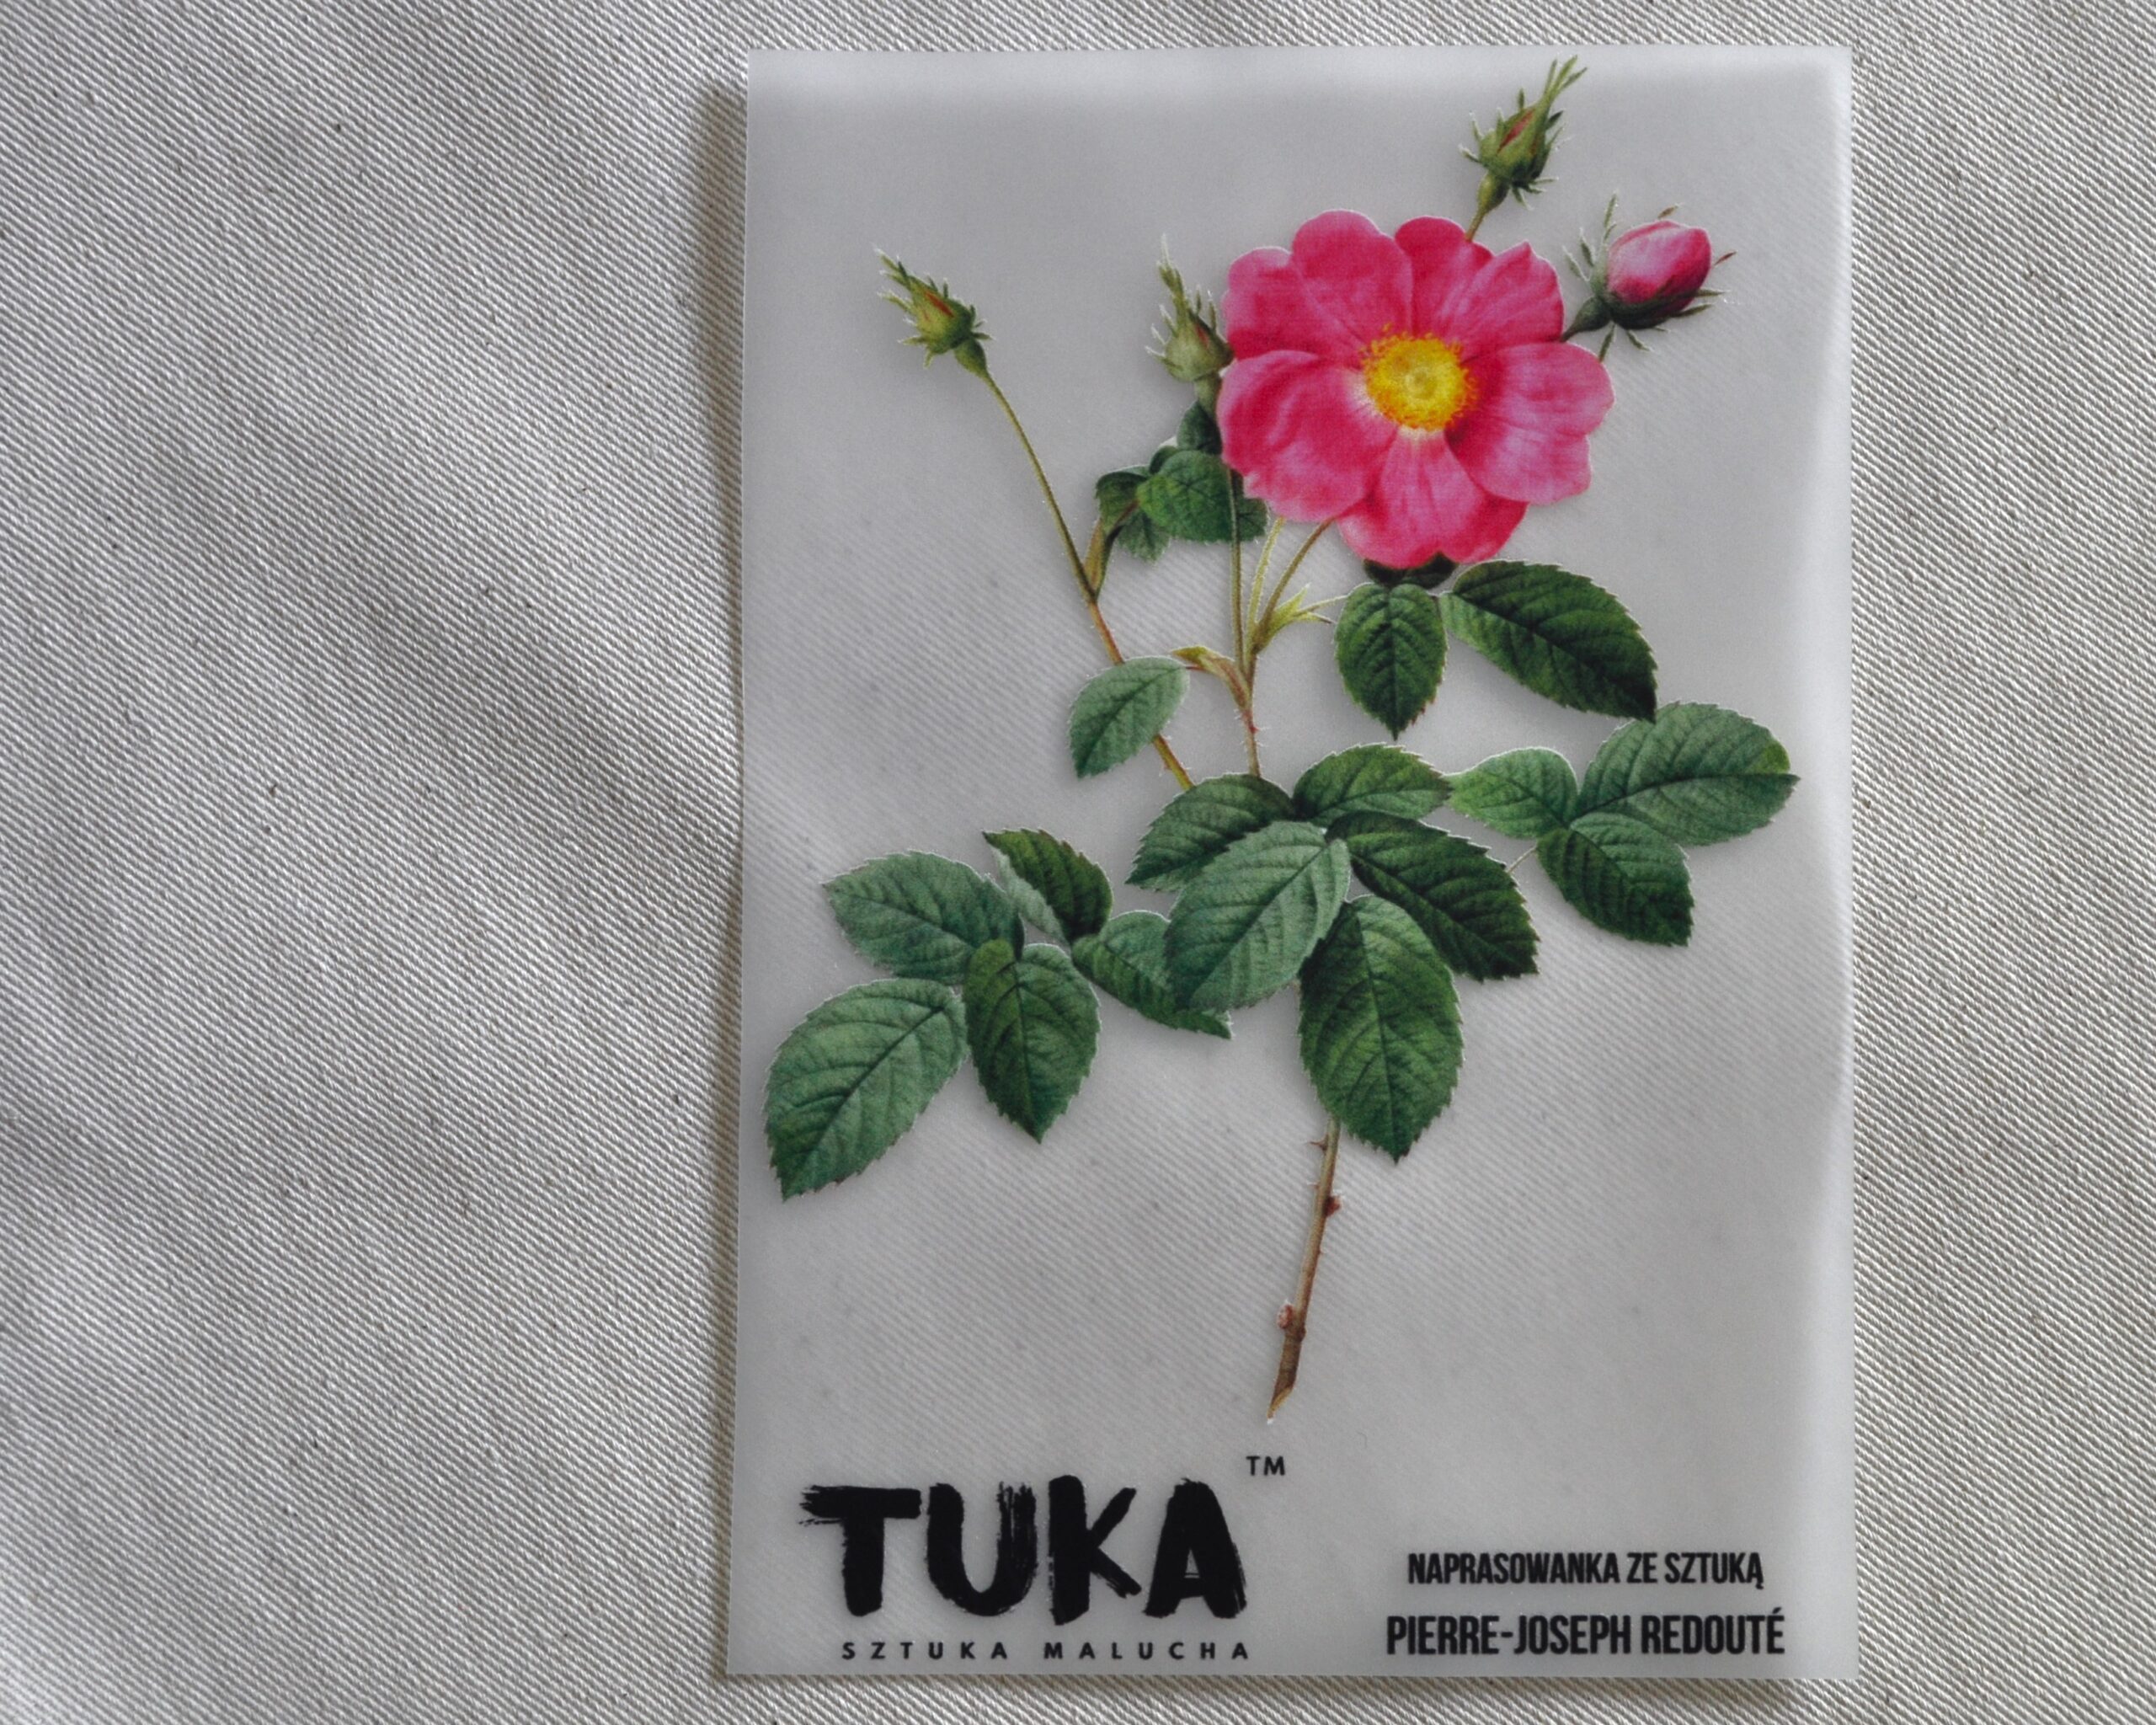 TUKA™
SZTUKA MALUCHA
NAPRASOWANKA ZE SZTUKĄ
PIERRE-JOSEPH REDOUTÉ